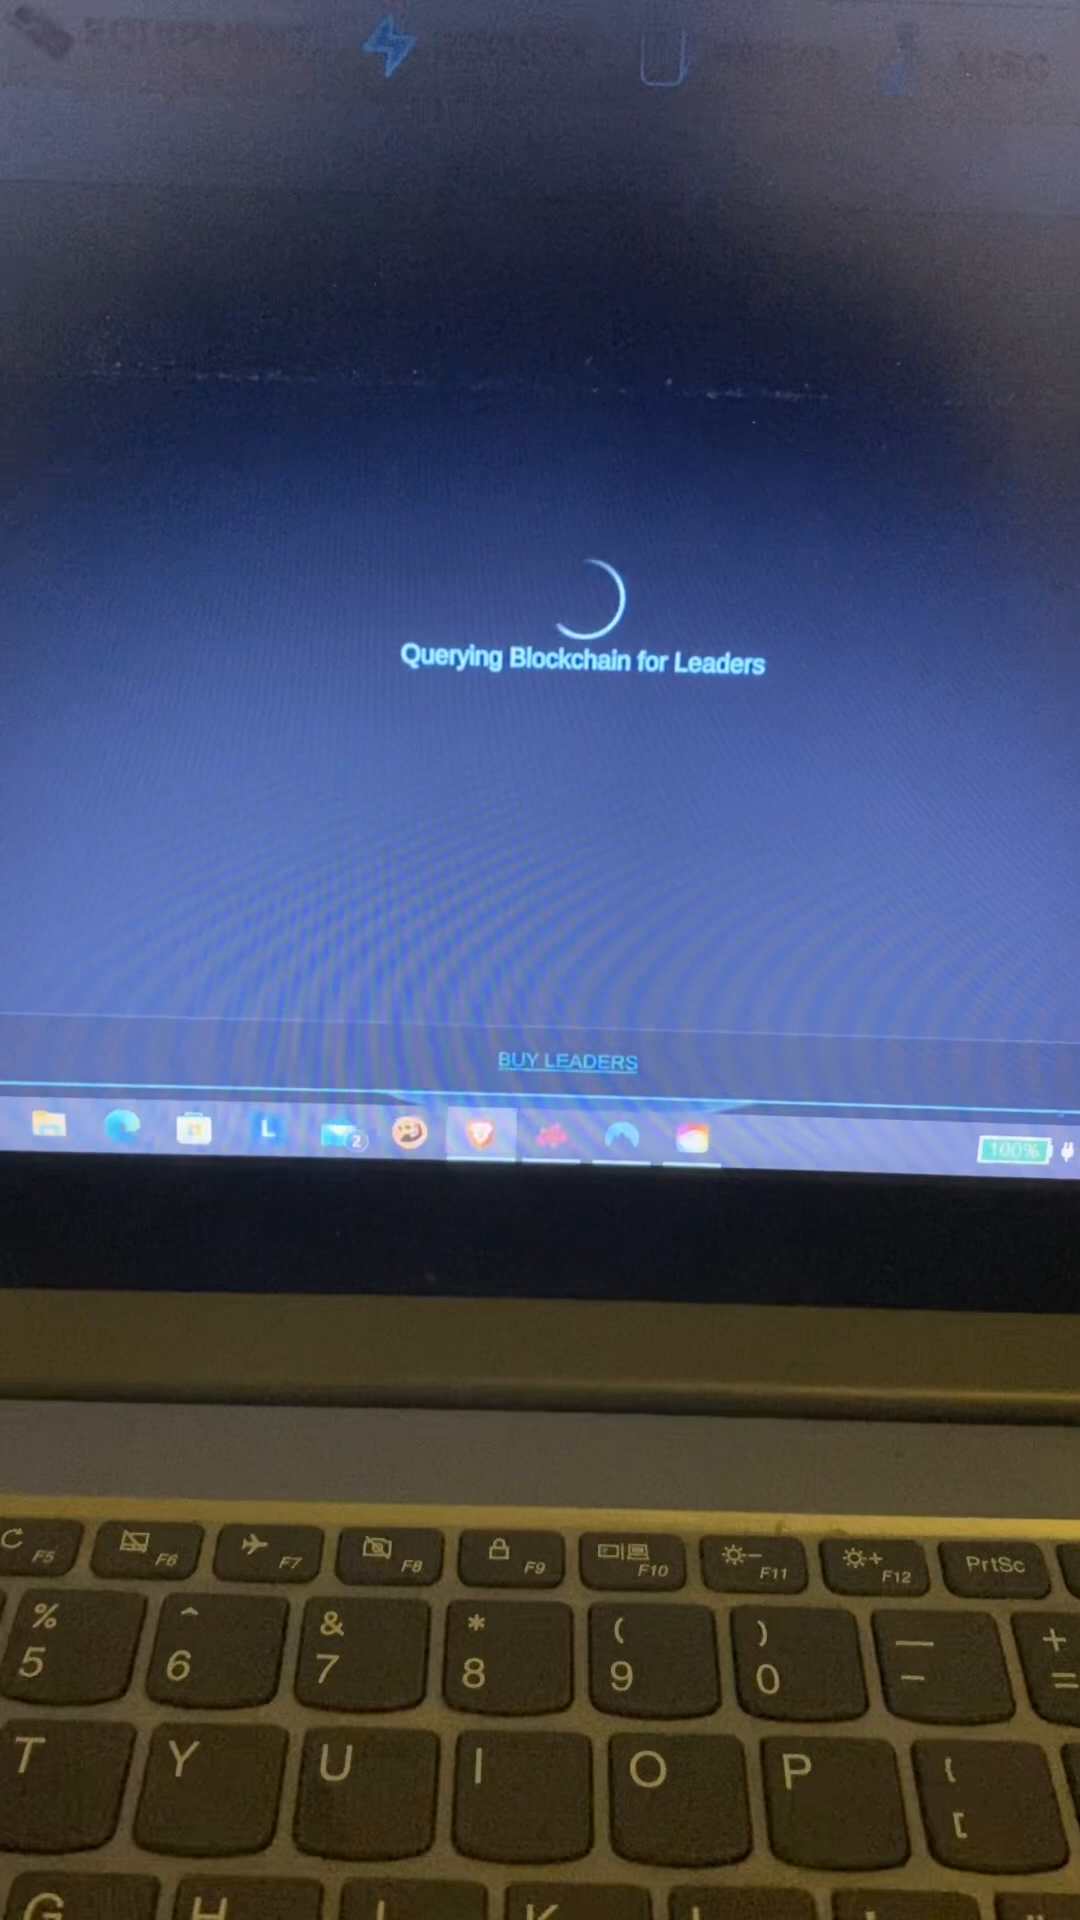 Querying Blockchain for Leaders
BUY LEADERS
L
2
100%
F5 F6 F7 F8 F9 F10 F11 F12 PrtSc
% ^ & * ( ) — +
5 6 7 8 9 0 - =
T Y U I O P {
[
G H J K L : "